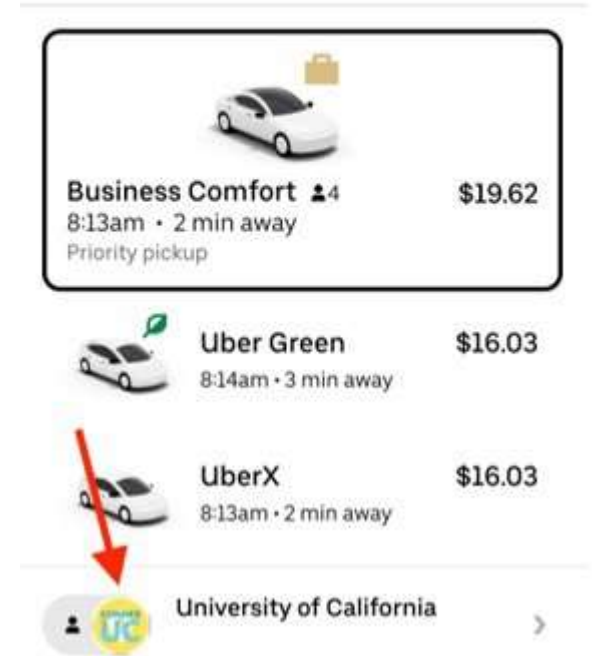 Business Comfort 4
$19.62
8:13am • 2 min away
Priority pickup
Uber Green
$16.03
8:14am • 3 min away
UberX
$16.03
8:13am • 2 min away
University of California
UC